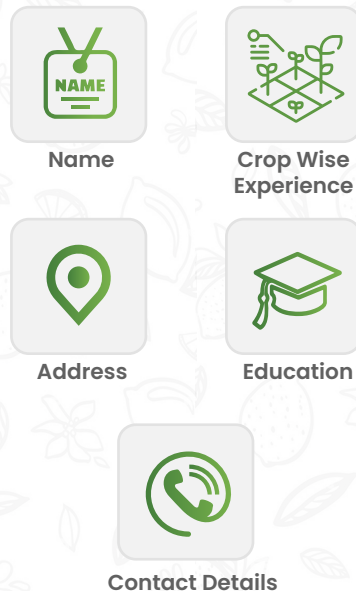 NAME
Name
Crop Wise
Experience
Address
Education
Contact Details